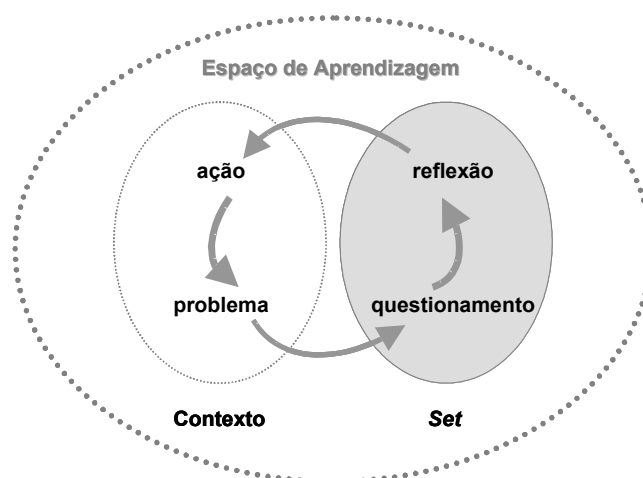 Espaço de Aprendizagem
ação
reflexão
problema
questionamento
Contexto
Set